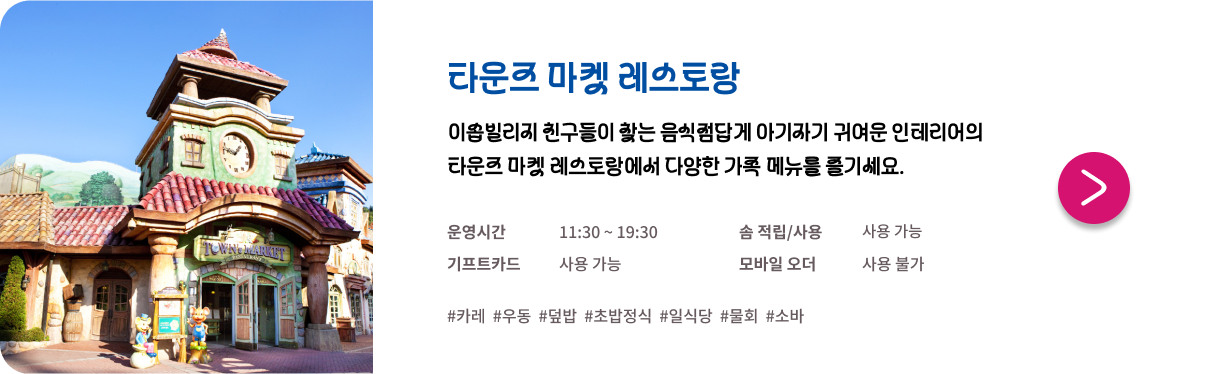 타운즈 마켓 레스토랑
이솝빌리지 친구들이 찾는 음식점답게 아기자기 귀여운 인테리어의
타운즈 마켓 레스토랑에서 다양한 가족 메뉴를 즐기세요.
운영시간 11:30 ~ 19:30 솜 적립/사용 사용 가능
기프트카드 사용 가능 모바일 오더 사용 불가
#카레 #우동 #덮밥 #초밥정식 #일식당 #물회 #소바
TOWN'S MARKET